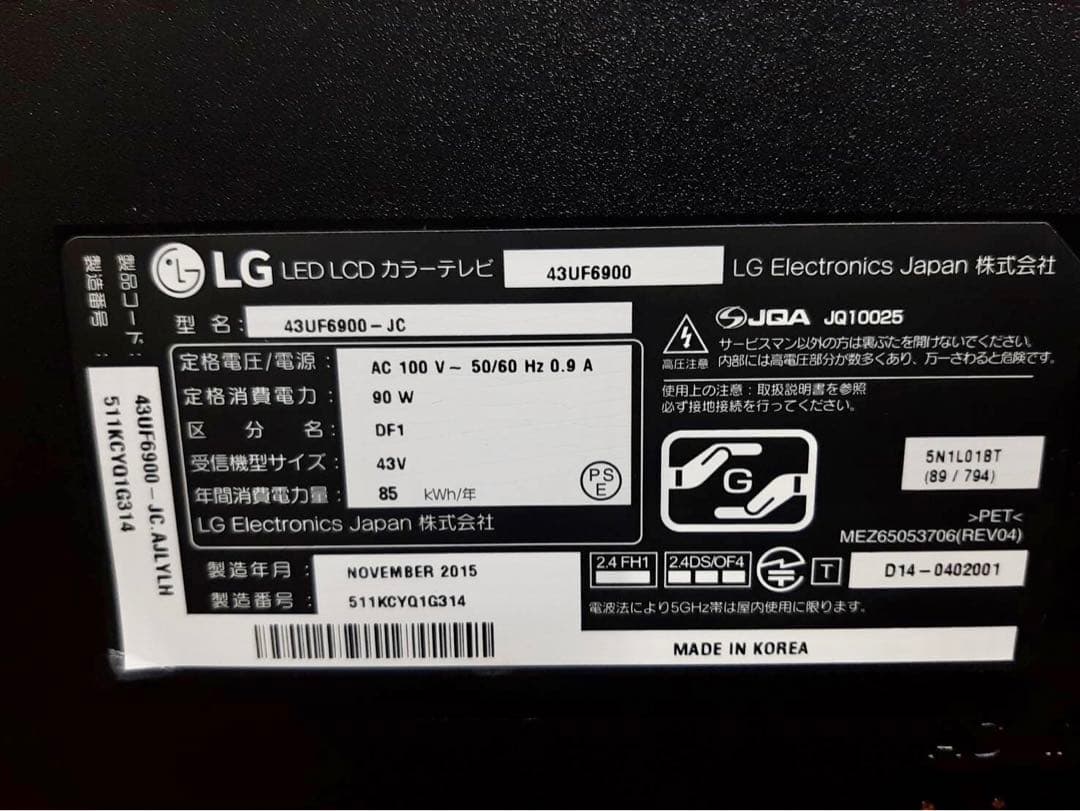 LG LED LCD カラーテレビ 43UF6900 LG Electronics Japan 株式会社
型 名: 43UF6900-JC
定格電圧/電源: AC 100 V~ 50/60 Hz 0.9 A
定格消費電力: 90 W
区 分 名: DF1
受信機型サイズ: 43V
年間消費電力量: 85 kWh/年
PS
E
LG Electronics Japan 株式会社
製造年月: NOVEMBER 2015
製造番号: 511KCYQ1G314
製品コード: 43UF6900-JC.AJLYLH
製造番号: 511KCYQ1G314
JQA JQ10025
高圧注意
サービスマン以外の方は裏ぶたを開けないでください。
内部には高電圧部分が数多くあり、万一さわると危険です。
使用上の注意:取扱説明書を参照
必ず接地接続を行ってください。
G
5N1L01BT
(89 / 794)
>PET<
MEZ65053706(REV04)
2.4 FH1 2.4DS/OF4 T D14-0402001
電波法により5GHz帯は屋内使用に限ります。
MADE IN KOREA